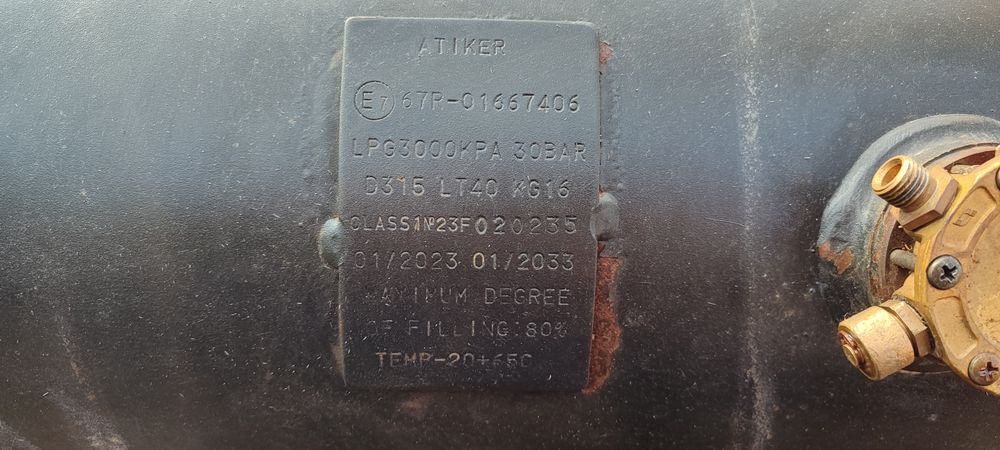 ATIKER
E7 67R-01667406
LPG3000KPA 30BAR
D315 LT40 KG16
CLASS1№23F020235
01/2023 01/2033
MAXIMUM DEGREE
OF FILLING:80%
TEMP-20+65C